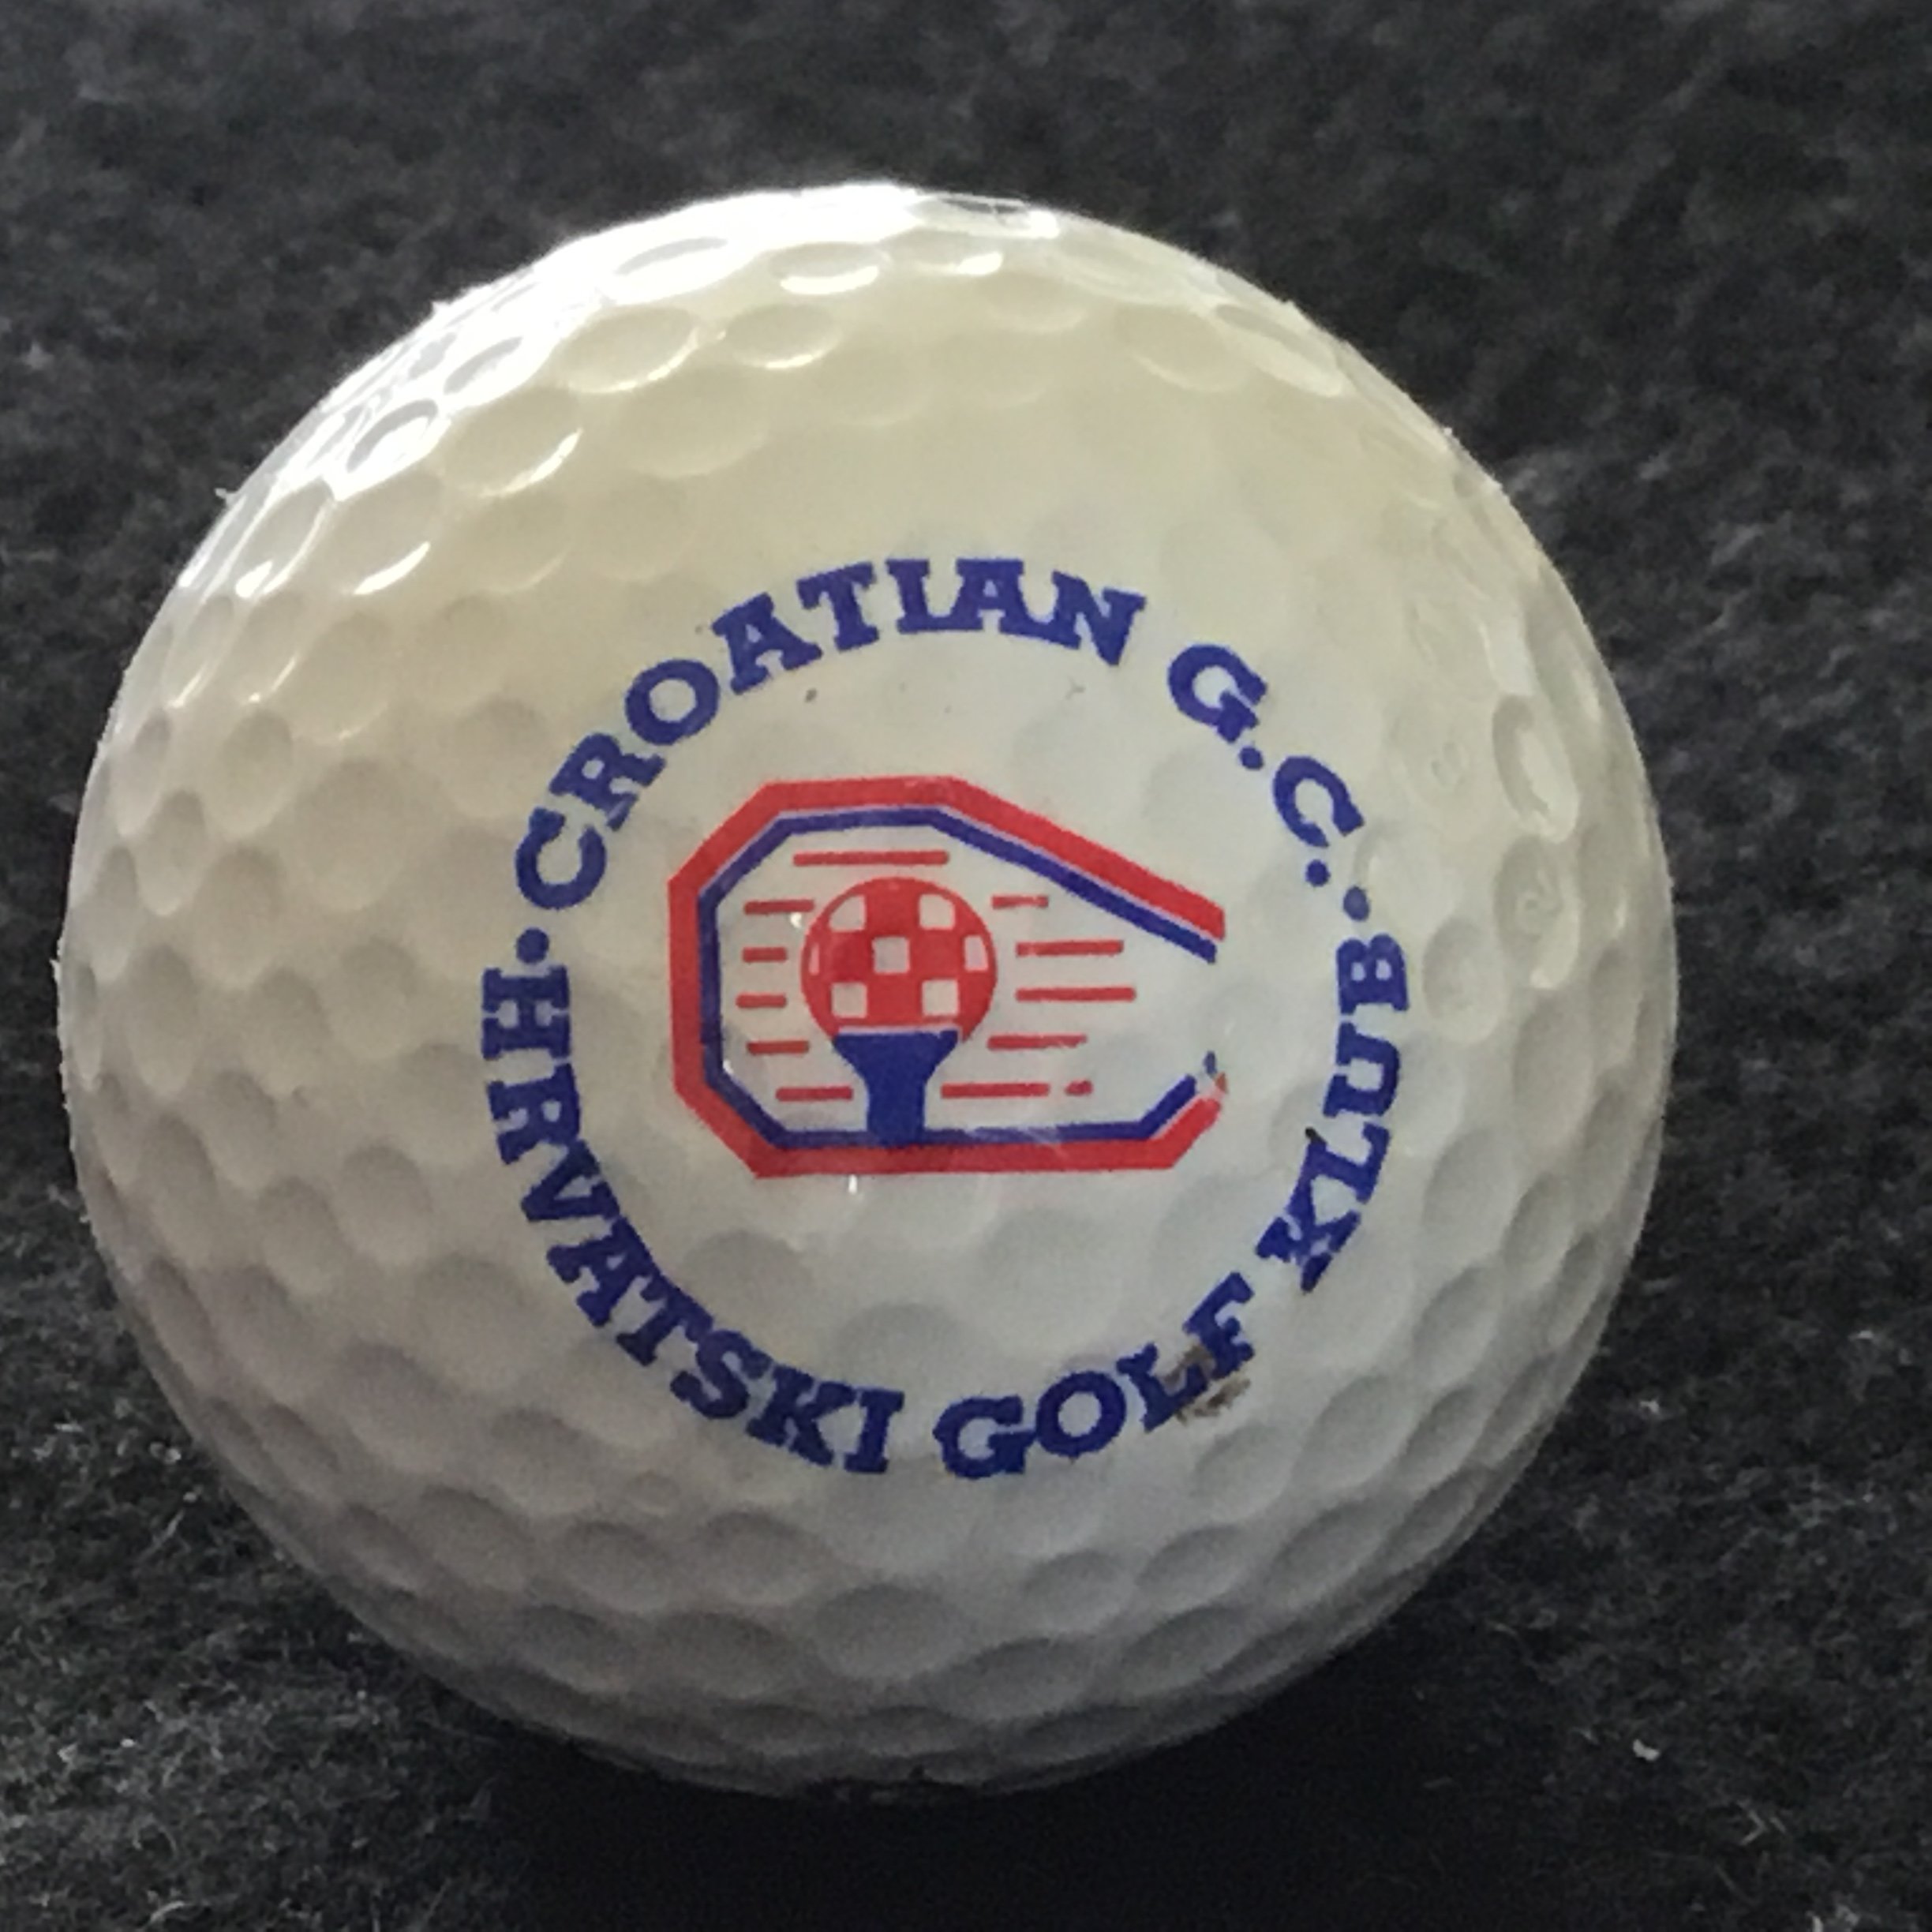 CROATIAN G.C.
HRVATSKI GOLF KLUB